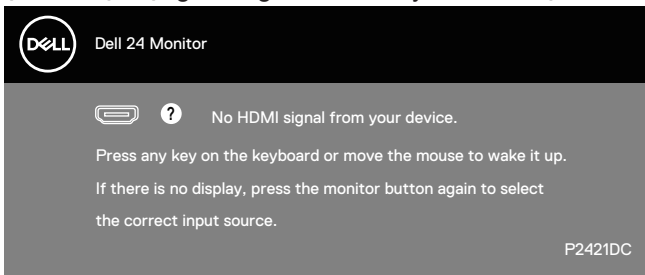 DELL
Dell 24 Monitor
? No HDMI signal from your device.
Press any key on the keyboard or move the mouse to wake it up.
If there is no display, press the monitor button again to select
the correct input source.
P2421DC